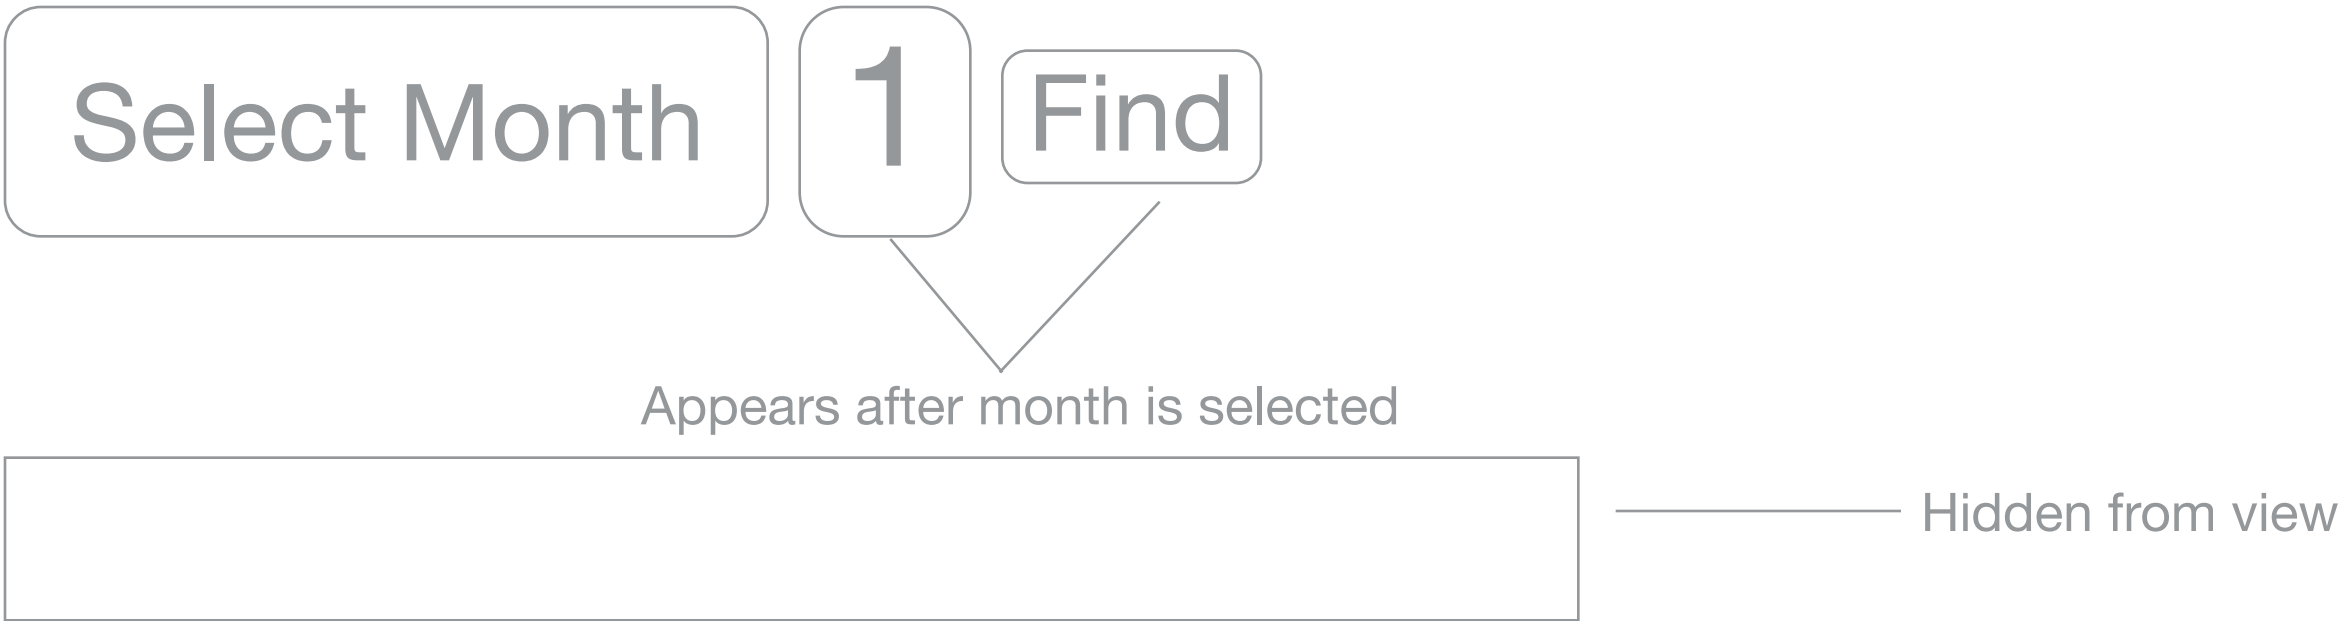 Select Month
1
Find
Appears after month is selected
Hidden from view